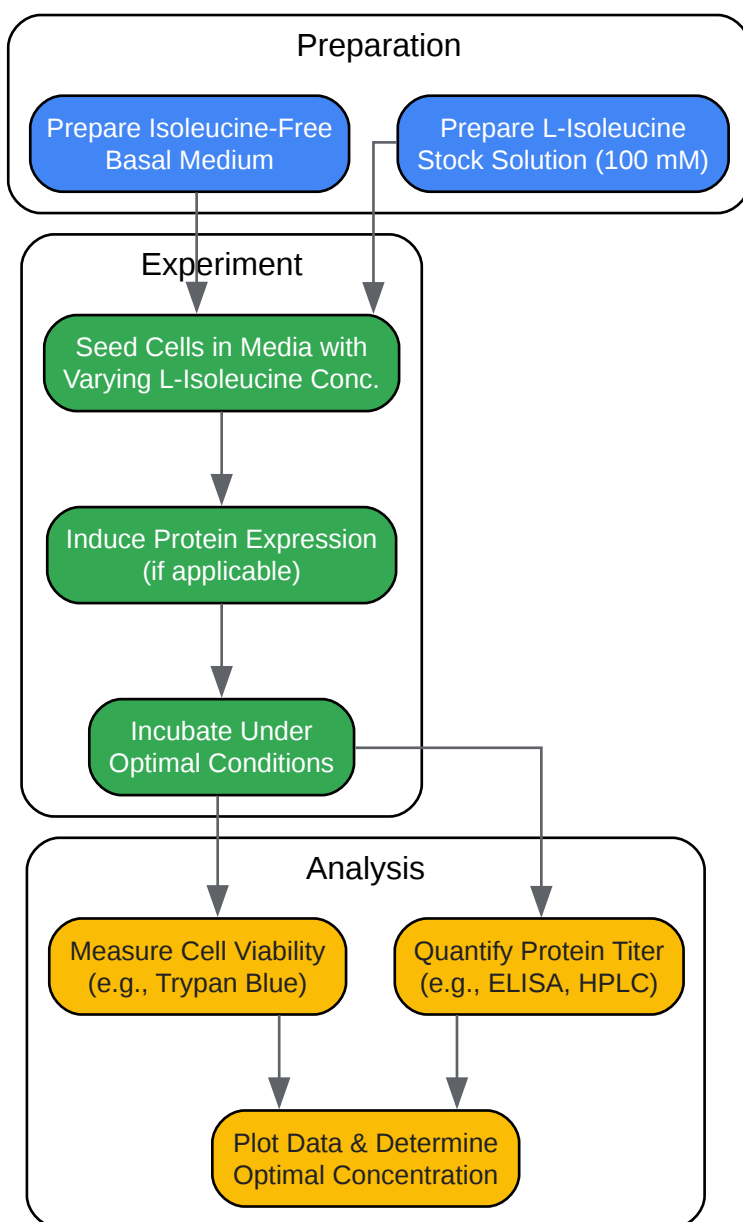 Preparation
Prepare Isoleucine-Free
Basal Medium
Prepare L-Isoleucine
Stock Solution (100 mM)
Experiment
Seed Cells in Media with
Varying L-Isoleucine Conc.
Induce Protein Expression
(if applicable)
Incubate Under
Optimal Conditions
Analysis
Measure Cell Viability
(e.g., Trypan Blue)
Quantify Protein Titer
(e.g., ELISA, HPLC)
Plot Data & Determine
Optimal Concentration